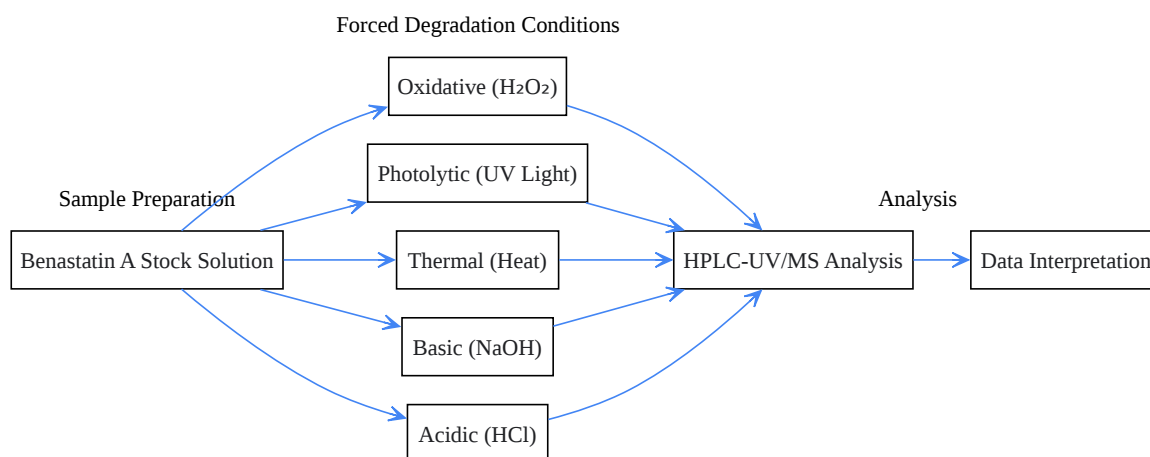 Forced Degradation Conditions
Oxidative (H₂O₂)
Photolytic (UV Light)
Sample Preparation
Analysis
Benastatin A Stock Solution
Thermal (Heat)
HPLC-UV/MS Analysis
Data Interpretation
Basic (NaOH)
Acidic (HCl)